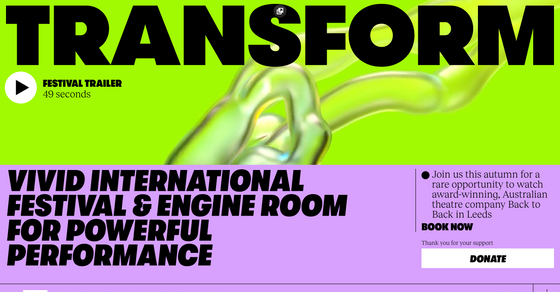 TRANSFORM
FESTIVAL TRAILER
49 seconds
VIVID INTERNATIONAL
FESTIVAL & ENGINE ROOM
FOR POWERFUL
PERFORMANCE
Join us this autumn for a
rare opportunity to watch
award-winning, Australian
theatre company Back to
Back in Leeds
BOOK NOW
Thank you for your support
DONATE